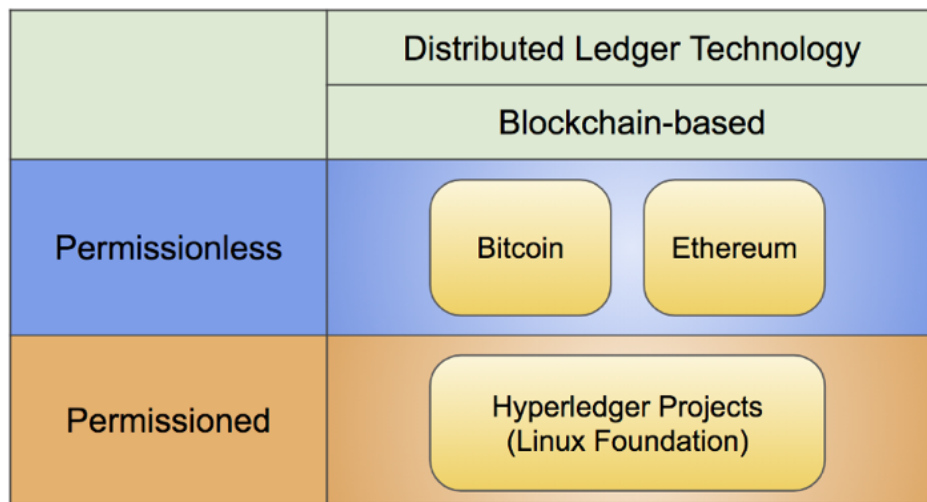 Distributed Ledger Technology
Blockchain-based
Permissionless
Bitcoin
Ethereum
Permissioned
Hyperledger Projects
(Linux Foundation)